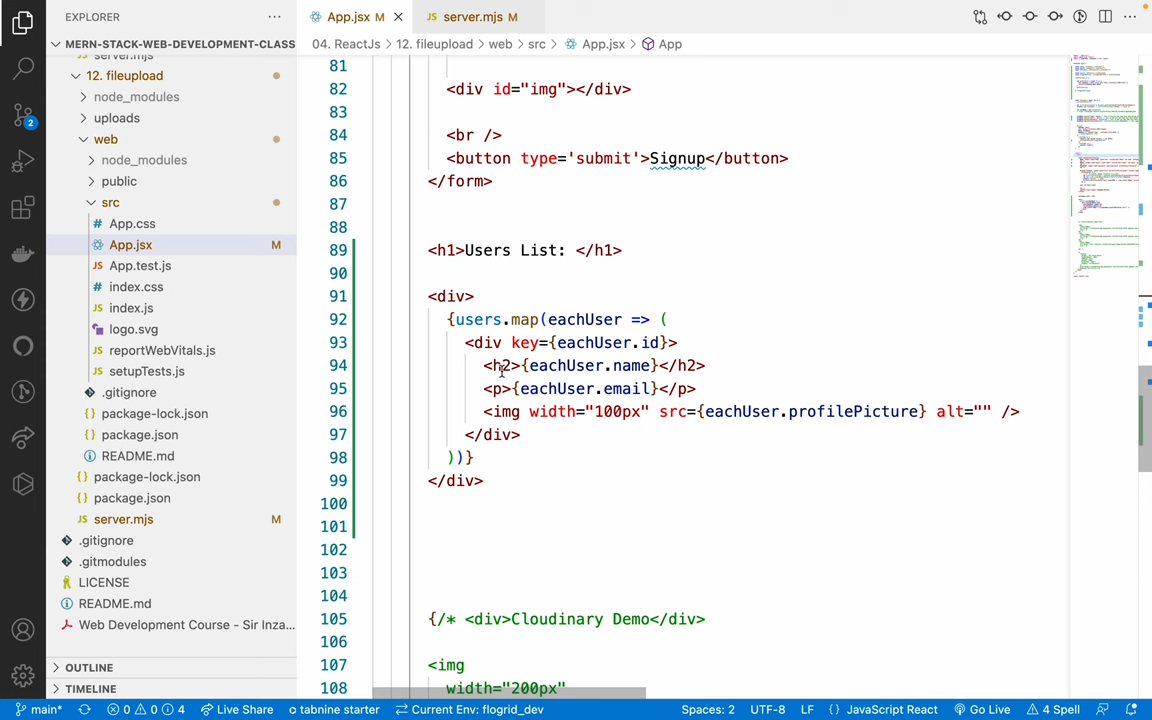 EXPLORER
MERN-STACK-WEB-DEVELOPMENT-CLASS
server.mjs
12. fileupload
node_modules
uploads
web
node_modules
public
src
# App.css
App.jsx M
JS App.test.js
# index.css
JS index.js
logo.svg
JS reportWebVitals.js
JS setupTests.js
.gitignore
{} package-lock.json
{} package.json
README.md
{} package-lock.json
{} package.json
JS server.mjs M
.gitignore
.gitmodules
LICENSE
README.md
Web Development Course - Sir Inza...
OUTLINE
TIMELINE
2
App.jsx M
JS server.mjs M
04. ReactJs > 12. fileupload > web > src > App.jsx > App
81
82 <div id="img"></div>
83
84 <br />
85 <button type='submit'>Signup</button>
86 </form>
87
88
89 <h1>Users List: </h1>
90
91 <div>
92 {users.map(eachUser => (
93 <div key={eachUser.id}>
94 <h2>{eachUser.name}</h2>
95 <p>{eachUser.email}</p>
96 <img width="100px" src={eachUser.profilePicture} alt="" />
97 </div>
98 ))}
99 </div>
100
101
102
103
104
105 {/* <div>Cloudinary Demo</div>
106
107 <img
108 width="200px"
main* 0 0 4 Live Share tabnine starter Current Env: flogrid_dev Spaces: 2 UTF-8 LF {} JavaScript React Go Live 4 Spell